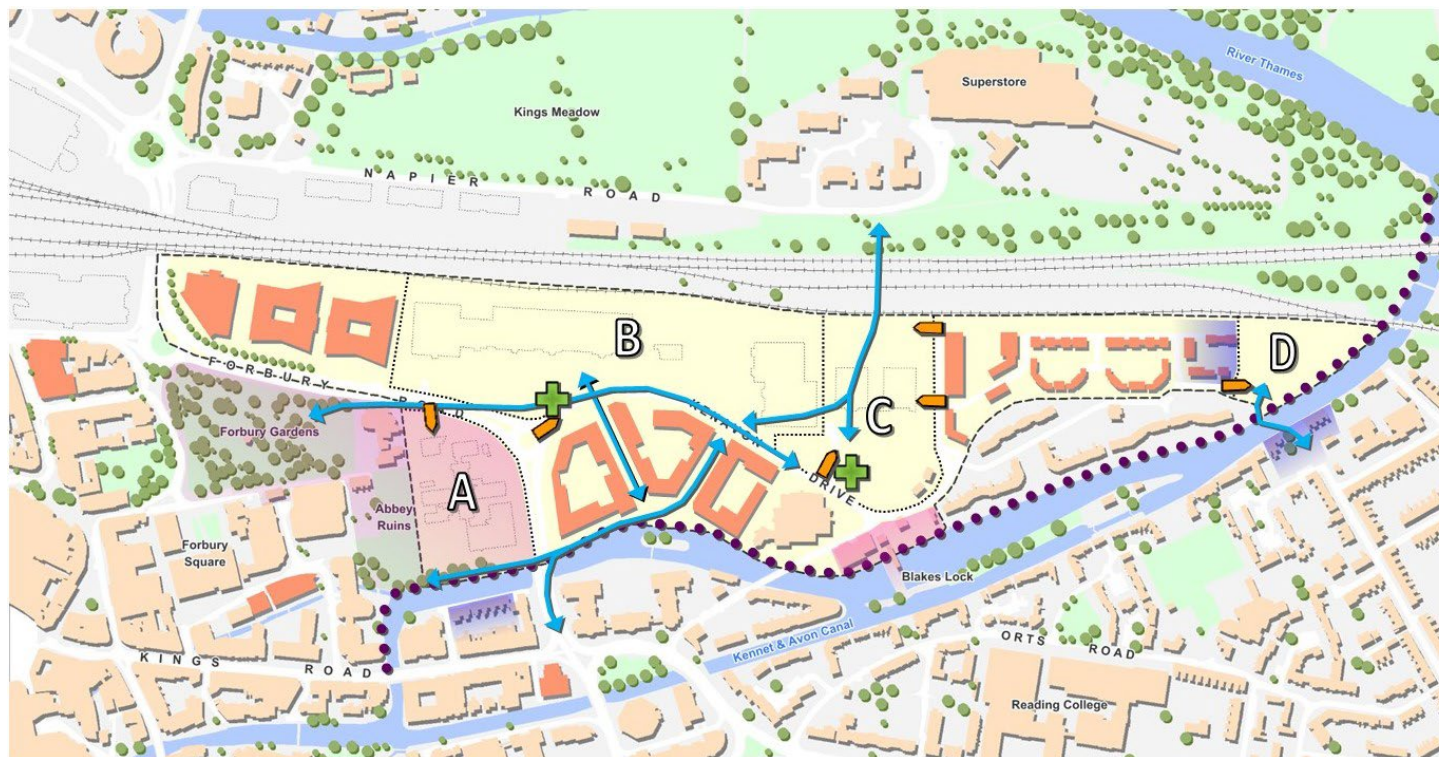 River Thames
Superstore
Kings Meadow
NAPIER ROAD
B
D
FORBURY ROAD
KENAVON DRIVE
C
Forbury Gardens
A
Abbey
Ruins
Forbury
Square
Blakes Lock
Kennet & Avon Canal
ORTS ROAD
KINGS ROAD
Reading College